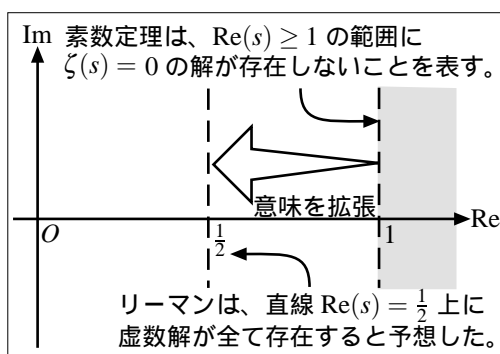 Im
素数定理は、Re(s) ≥ 1 の範囲に
ζ(s) = 0 の解が存在しないことを表す。
意味を拡張
Re
O
1/2
1
リーマンは、直線 Re(s) = 1/2 上に
虚数解が全て存在すると予想した。